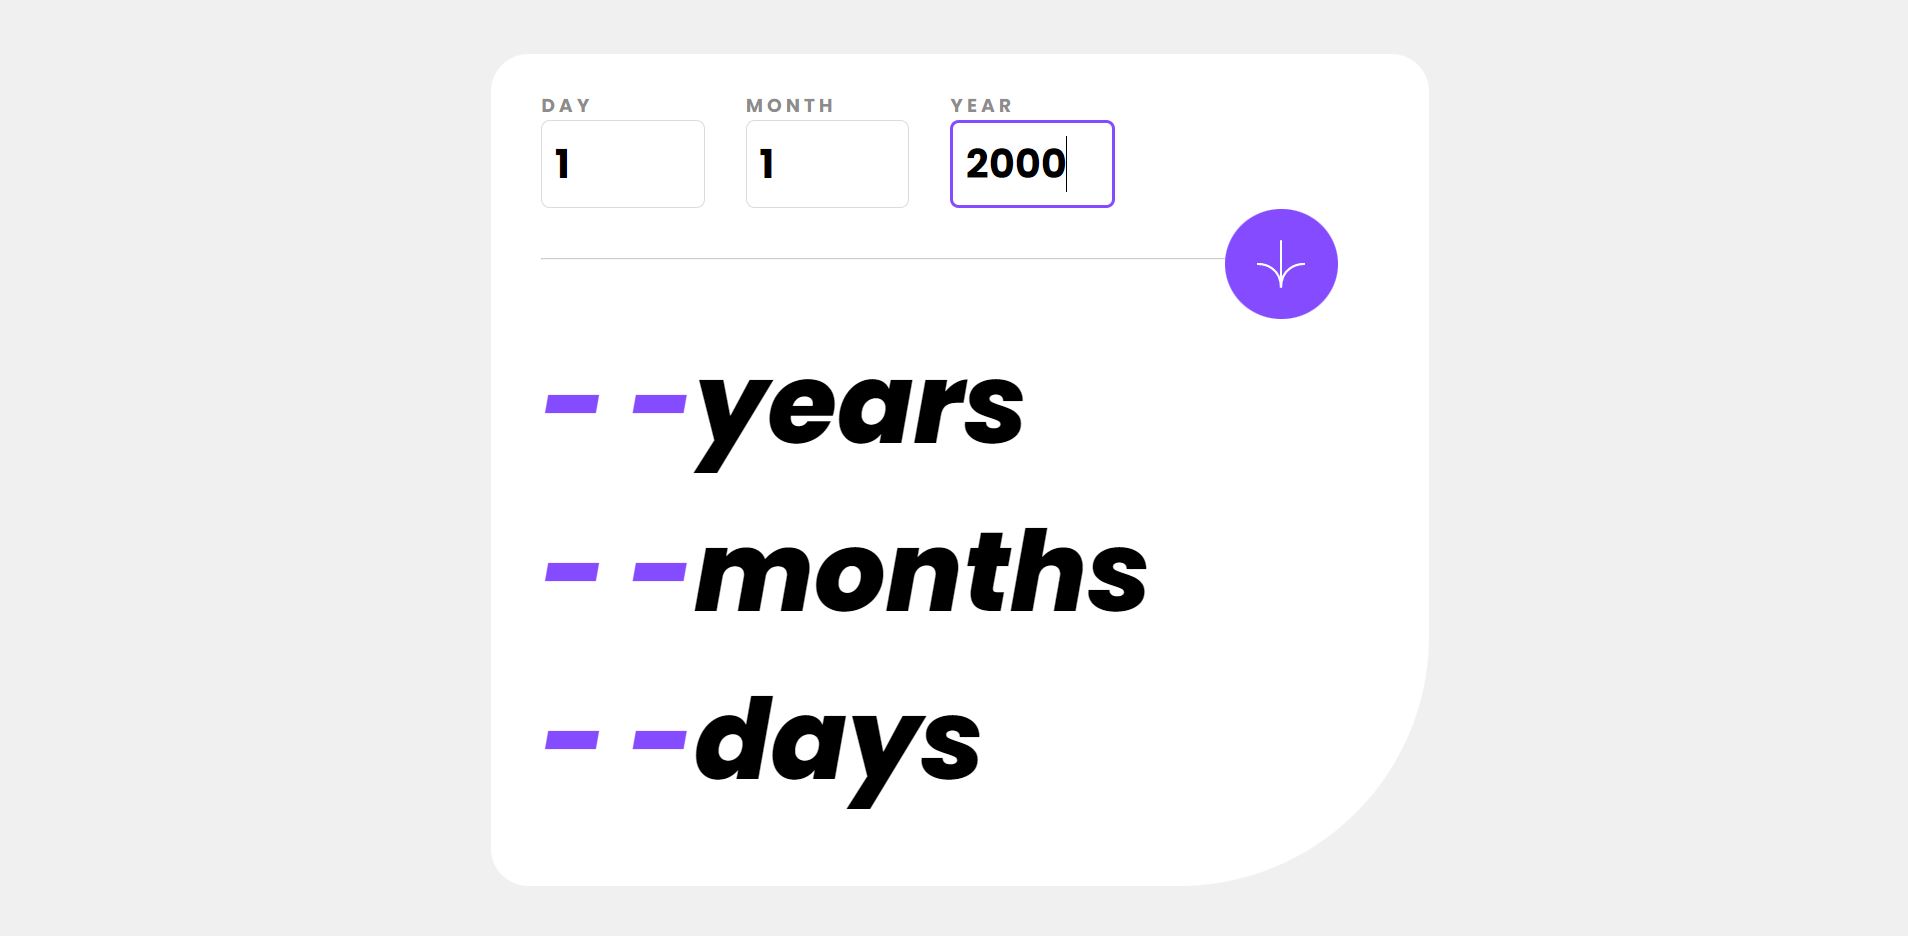 DAY MONTH YEAR
1 1 2000
- - years
- - months
- - days